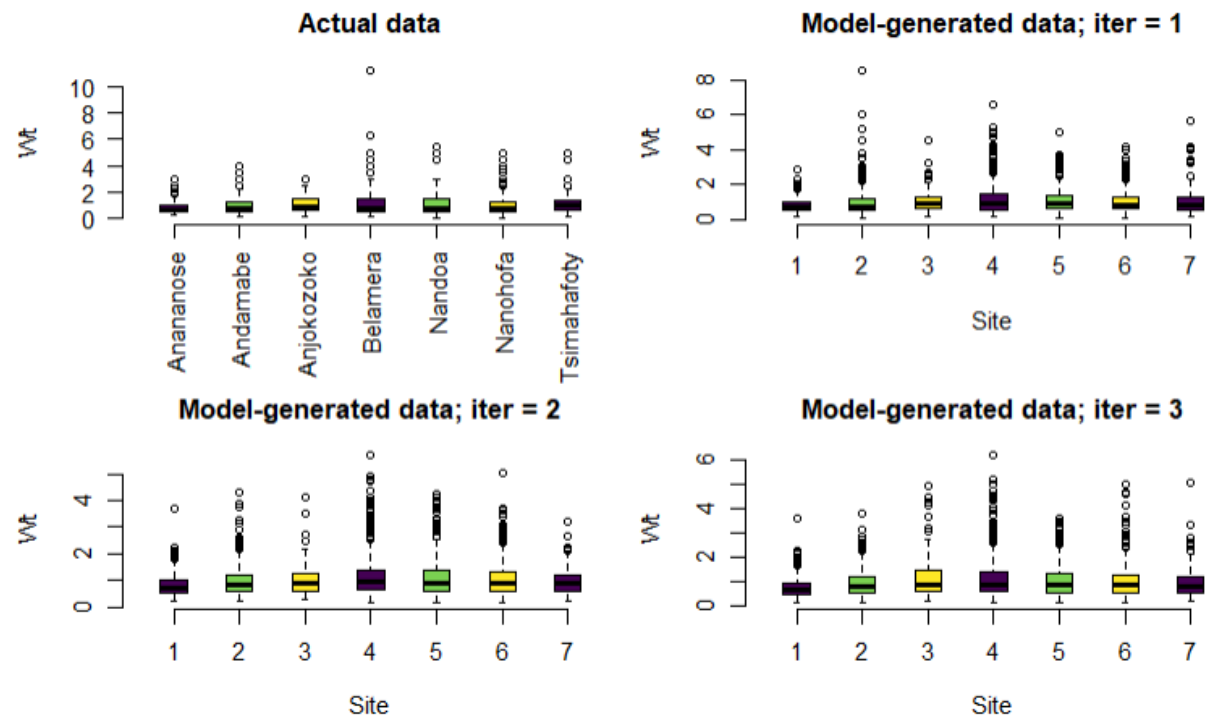 Actual data
Wt
10
8
6
4
2
0
Anananose
Andamabe
Anjokozoko
Belamera
Nandoa
Nanohofa
Tsimahafoty
Model-generated data; iter = 1
Wt
8
6
4
2
0
1 2 3 4 5 6 7
Site
Model-generated data; iter = 2
Wt
4
2
0
1 2 3 4 5 6 7
Site
Model-generated data; iter = 3
Wt
6
4
2
0
1 2 3 4 5 6 7
Site